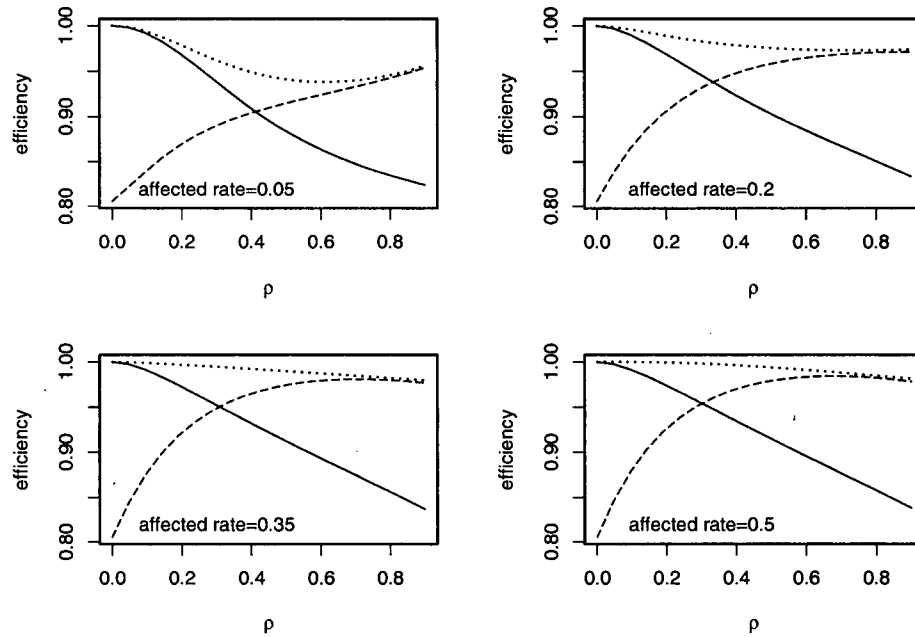 1.00
0.90
0.80
efficiency
affected rate=0.05
0.0 0.2 0.4 0.6 0.8
ρ
1.00
0.90
0.80
efficiency
affected rate=0.2
0.0 0.2 0.4 0.6 0.8
ρ
1.00
0.90
0.80
efficiency
affected rate=0.35
0.0 0.2 0.4 0.6 0.8
ρ
1.00
0.90
0.80
efficiency
affected rate=0.5
0.0 0.2 0.4 0.6 0.8
ρ